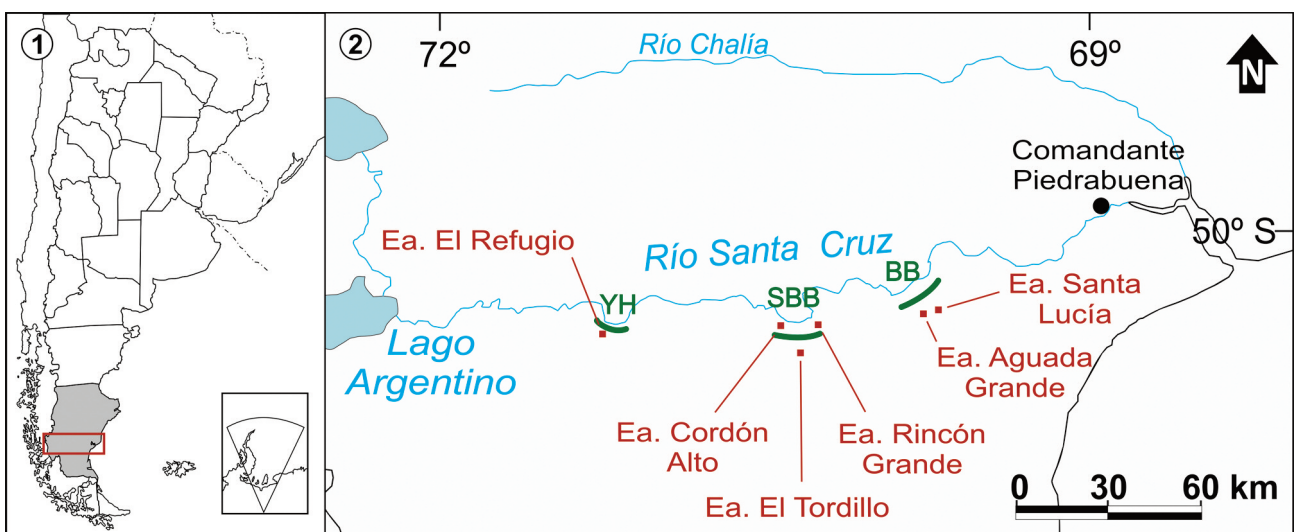 1
2
72º
69º
Río Chalía
N
Comandante
Piedrabuena
50º S
Ea. El Refugio
Río Santa Cruz
BB
YH
SBB
Ea. Santa
Lucía
Lago
Argentino
Ea. Aguada
Grande
Ea. Cordón
Alto
Ea. Rincón
Grande
Ea. El Tordillo
0 30 60 km